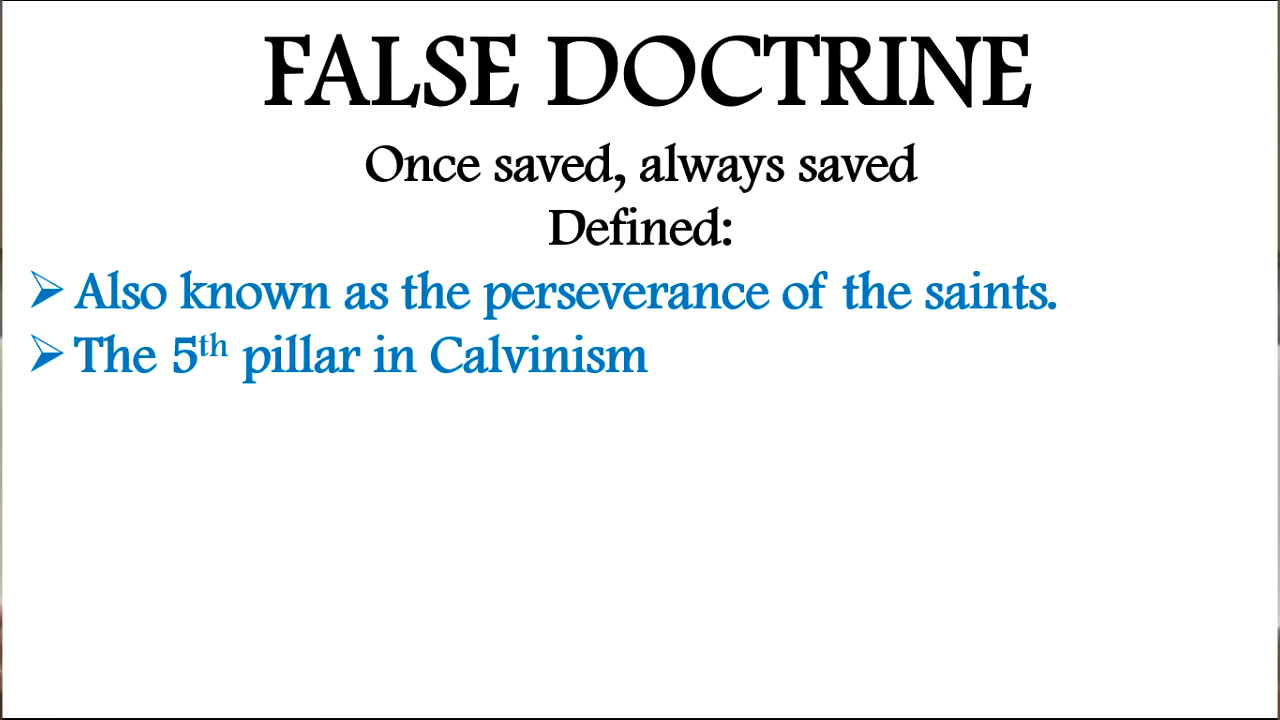 FALSE DOCTRINE
Once saved, always saved
Defined:
➢ Also known as the perseverance of the saints.
➢ The 5th pillar in Calvinism